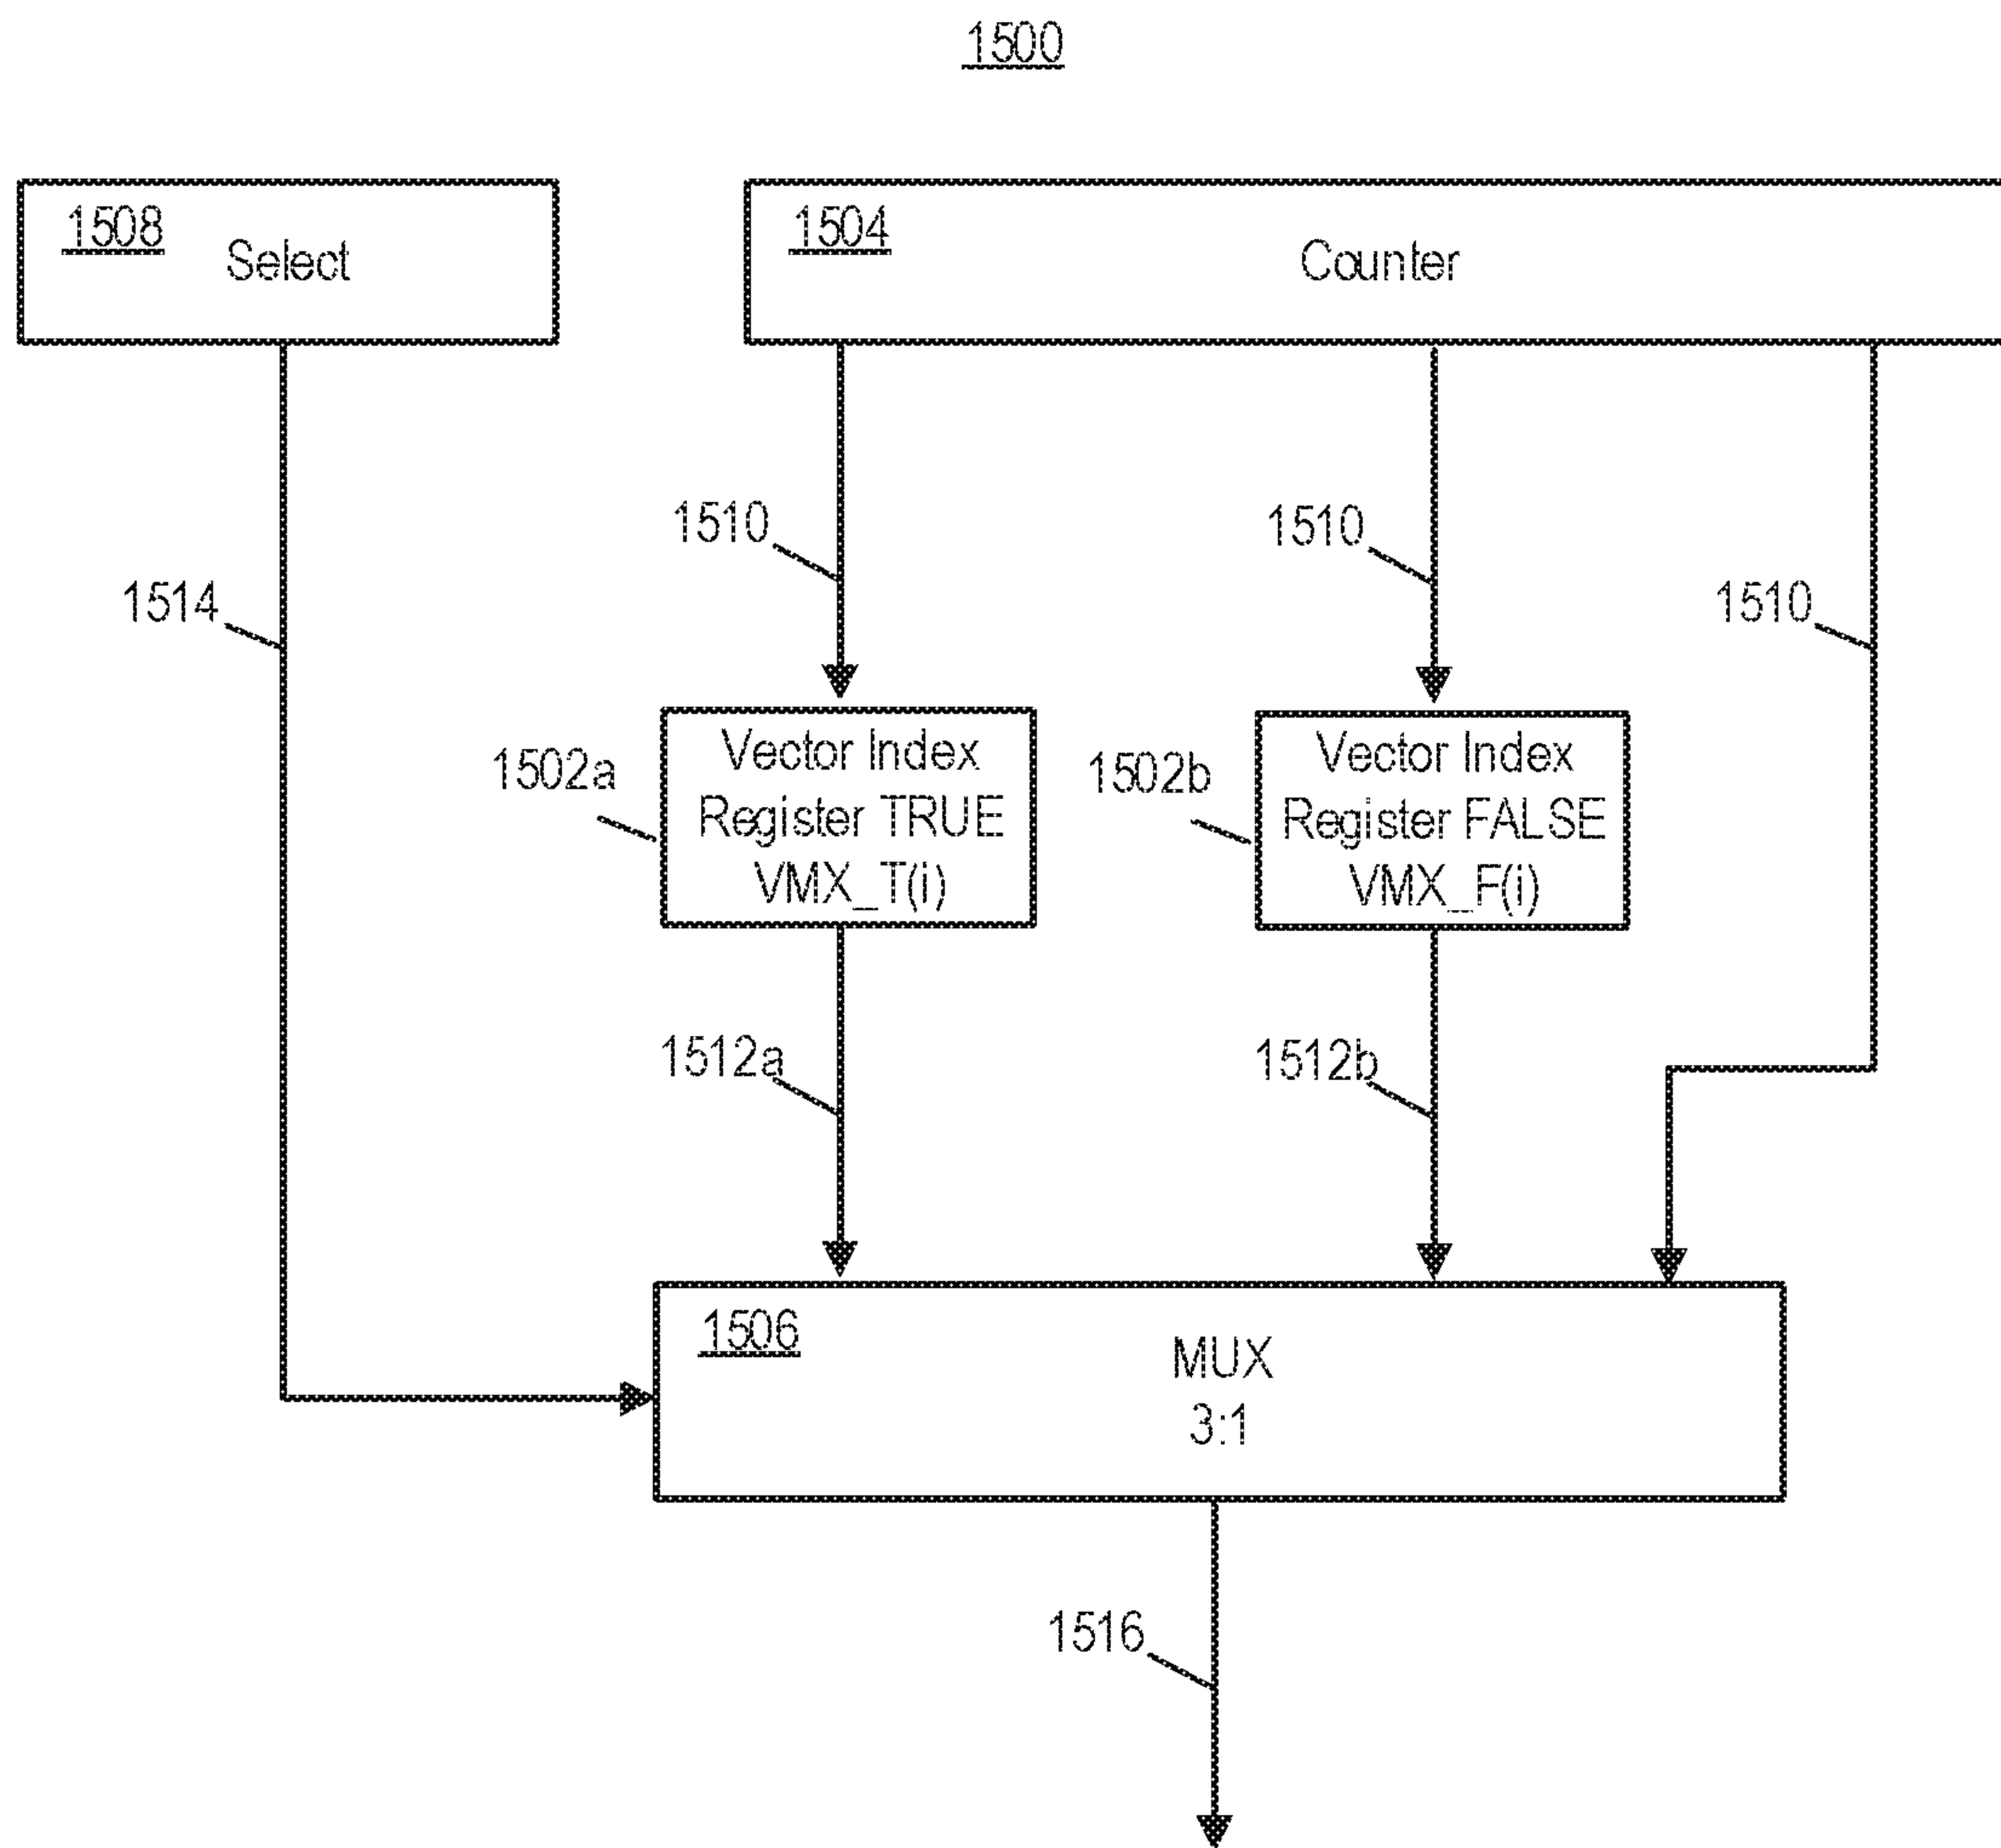 1500
1508
Select
1504
Counter
1510
1510
1514
1510
1502a
Vector Index
Register TRUE
VMX_T(i)
1502b
Vector Index
Register FALSE
VMX_F(i)
1512a
1512b
1506
MUX
3:1
1516